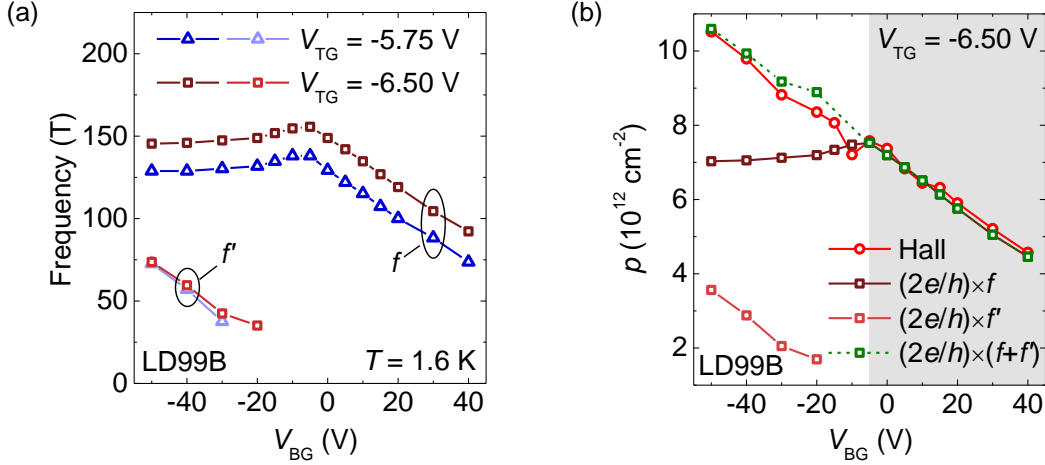 (a)
Frequency (T)
200
150
100
50
0
V_TG = -5.75 V
V_TG = -6.50 V
f
f'
LD99B
T = 1.6 K
-40
-20
0
20
40
V_BG (V)
(b)
p (10^12 cm^-2)
10
8
6
4
2
V_TG = -6.50 V
Hall
(2e/h)×f
(2e/h)×f'
(2e/h)×(f+f')
LD99B
-40
-20
0
20
40
V_BG (V)